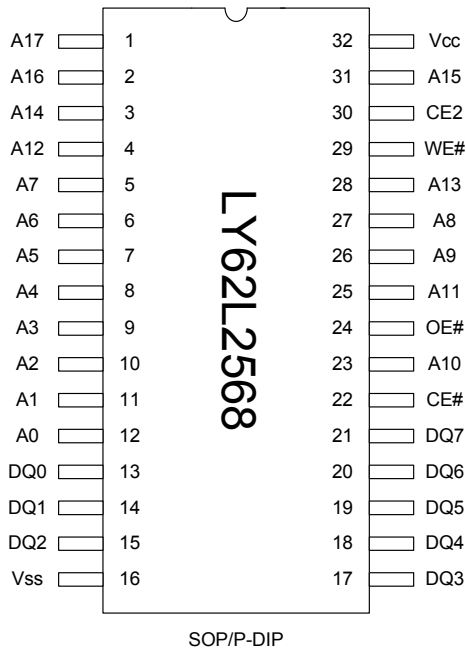 A17 1 32 Vcc
A16 2 31 A15
A14 3 30 CE2
A12 4 29 WE#
A7 5 28 A13
A6 6 27 A8
A5 7 26 A9
A4 8 25 A11
A3 9 24 OE#
A2 10 23 A10
A1 11 22 CE#
A0 12 21 DQ7
DQ0 13 20 DQ6
DQ1 14 19 DQ5
DQ2 15 18 DQ4
Vss 16 17 DQ3
LY62L2568
SOP/P-DIP